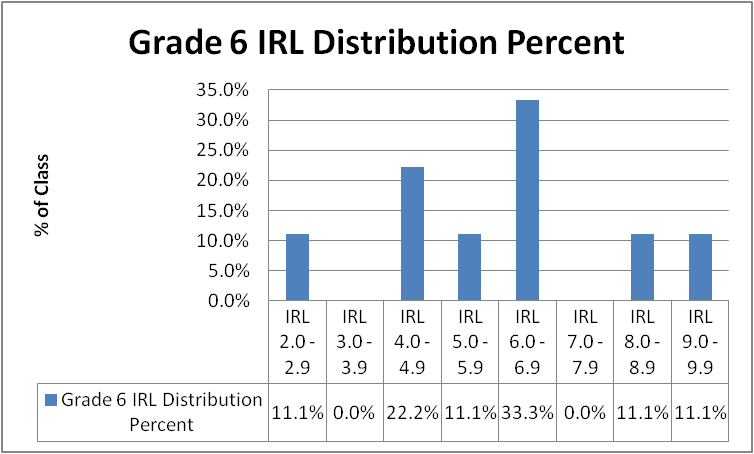 Grade 6 IRL Distribution Percent
% of Class
35.0%
30.0%
25.0%
20.0%
15.0%
10.0%
5.0%
0.0%
IRL 2.0 - 2.9
IRL 3.0 - 3.9
IRL 4.0 - 4.9
IRL 5.0 - 5.9
IRL 6.0 - 6.9
IRL 7.0 - 7.9
IRL 8.0 - 8.9
IRL 9.0 - 9.9
Grade 6 IRL Distribution
Percent
11.1% 0.0% 22.2% 11.1% 33.3% 0.0% 11.1% 11.1%